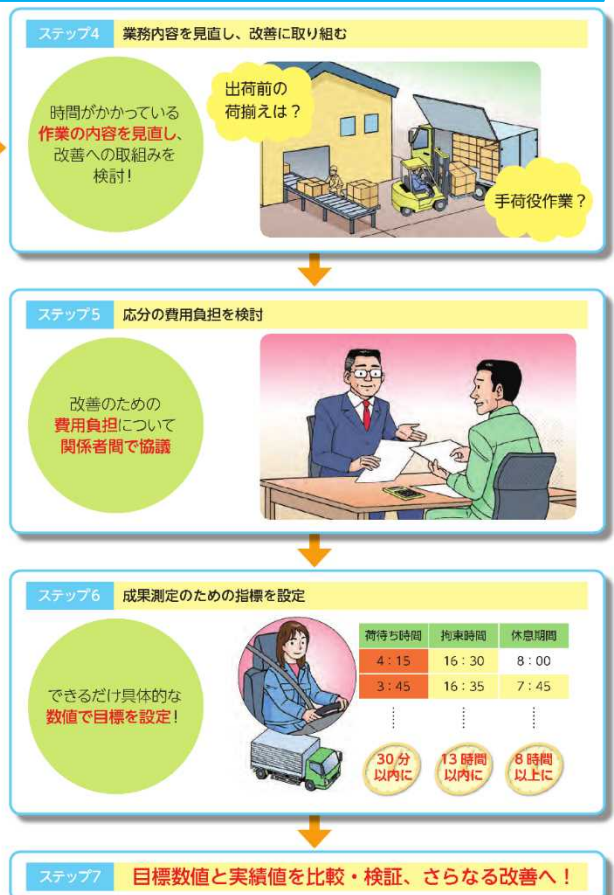 ステップ4 業務内容を見直し、改善に取り組む
時間がかかっている
作業の内容を見直し、
改善への取組みを
検討！
出荷前の
荷揃えは？
手荷役作業？
ステップ5 応分の費用負担を検討
改善のための
費用負担について
関係者間で協議
ステップ6 成果測定のための指標を設定
できるだけ具体的な
数値で目標を設定！
荷待ち時間 拘束時間 休息期間
4：15 16：30 8：00
3：45 16：35 7：45
30分
以内に
13時間
以内に
8時間
以上に
ステップ7 目標数値と実績値を比較・検証、さらなる改善へ！